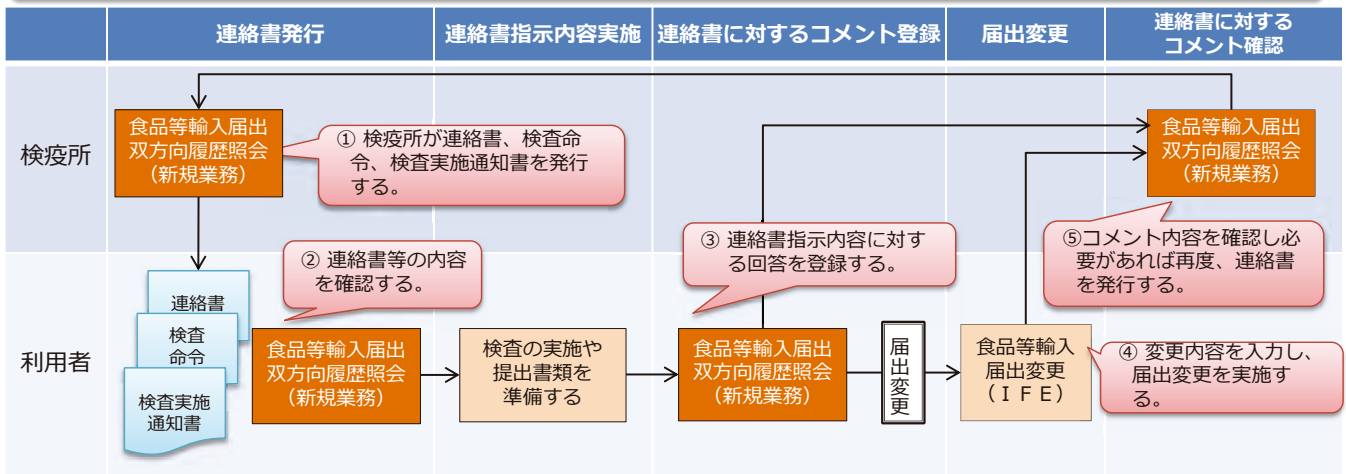 連絡書発行
連絡書指示内容実施
連絡書に対するコメント登録
届出変更
連絡書に対する
コメント確認
検疫所
食品等輸入届出
双方向履歴照会
（新規業務）
① 検疫所が連絡書、検査命
令、検査実施通知書を発行
する。
食品等輸入届出
双方向履歴照会
（新規業務）
② 連絡書等の内容
を確認する。
③ 連絡書指示内容に対す
る回答を登録する。
⑤コメント内容を確認し必
要があれば再度、連絡書
を発行する。
利用者
連絡書
検査
命令
検査実施
通知書
食品等輸入届出
双方向履歴照会
（新規業務）
検査の実施や
提出書類を
準備する
食品等輸入届出
双方向履歴照会
（新規業務）
届出変更
食品等輸入
届出変更
（ＩＦＥ）
④ 変更内容を入力し、
届出変更を実施す
る。